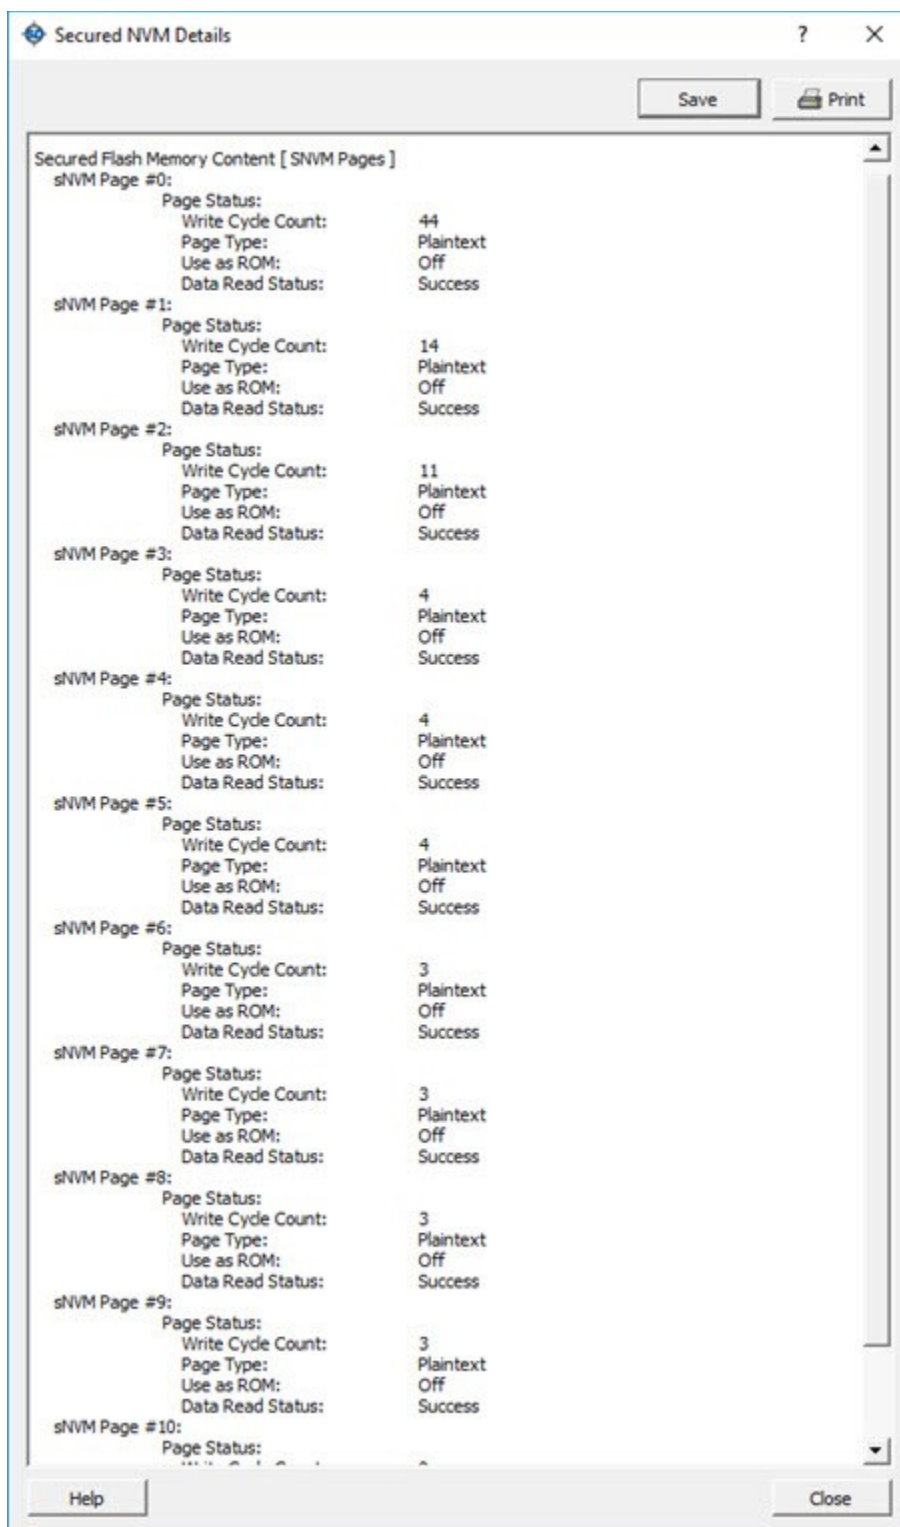 Secured NVM Details
?
Save
Print
Secured Flash Memory Content [ SNVM Pages ]
sNVM Page #0:
Page Status:
Write Cycle Count: 44
Page Type: Plaintext
Use as ROM: Off
Data Read Status: Success
sNVM Page #1:
Page Status:
Write Cycle Count: 14
Page Type: Plaintext
Use as ROM: Off
Data Read Status: Success
sNVM Page #2:
Page Status:
Write Cycle Count: 11
Page Type: Plaintext
Use as ROM: Off
Data Read Status: Success
sNVM Page #3:
Page Status:
Write Cycle Count: 4
Page Type: Plaintext
Use as ROM: Off
Data Read Status: Success
sNVM Page #4:
Page Status:
Write Cycle Count: 4
Page Type: Plaintext
Use as ROM: Off
Data Read Status: Success
sNVM Page #5:
Page Status:
Write Cycle Count: 4
Page Type: Plaintext
Use as ROM: Off
Data Read Status: Success
sNVM Page #6:
Page Status:
Write Cycle Count: 3
Page Type: Plaintext
Use as ROM: Off
Data Read Status: Success
sNVM Page #7:
Page Status:
Write Cycle Count: 3
Page Type: Plaintext
Use as ROM: Off
Data Read Status: Success
sNVM Page #8:
Page Status:
Write Cycle Count: 3
Page Type: Plaintext
Use as ROM: Off
Data Read Status: Success
sNVM Page #9:
Page Status:
Write Cycle Count: 3
Page Type: Plaintext
Use as ROM: Off
Data Read Status: Success
sNVM Page #10:
Page Status:
Help
Close